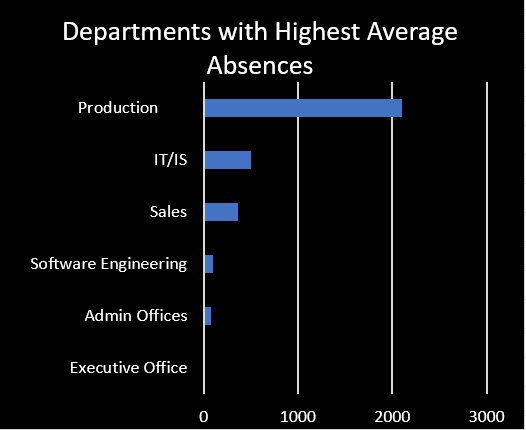 Departments with Highest Average
Absences
Production
IT/IS
Sales
Software Engineering
Admin Offices
Executive Office
0 1000 2000 3000